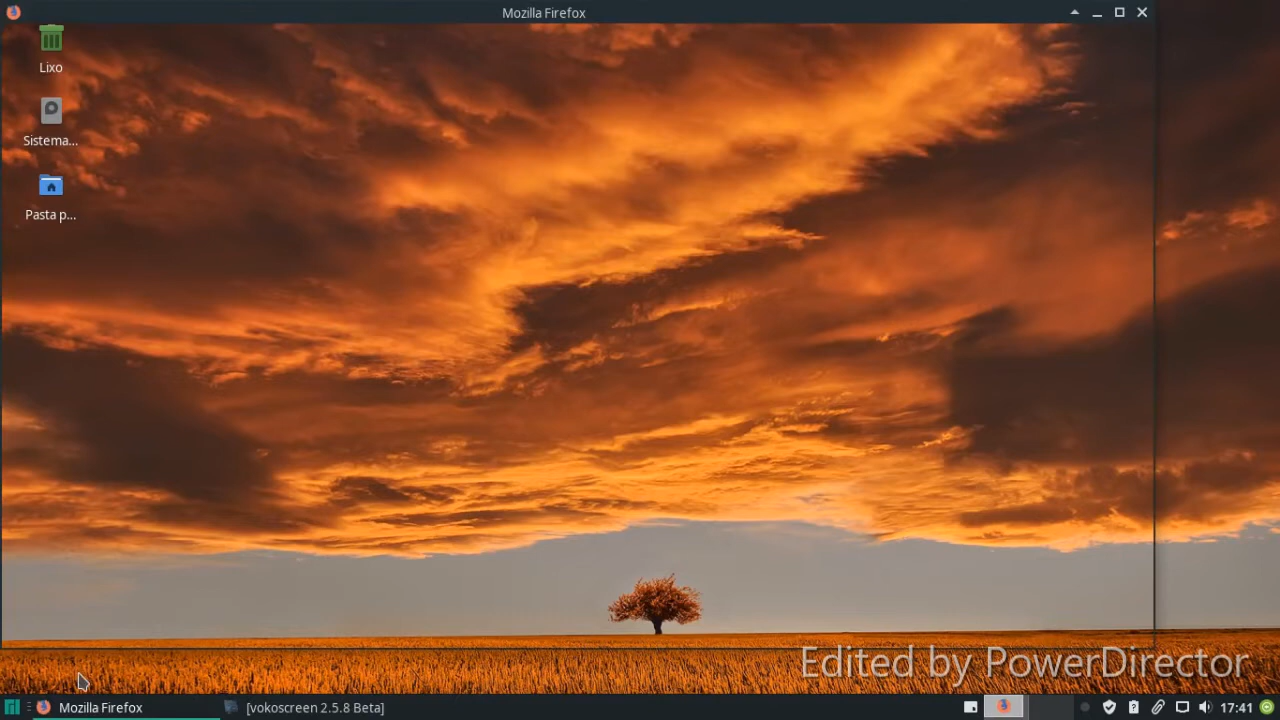 Mozilla Firefox
Lixo
Sistema...
Pasta p...
Edited by PowerDirector
Mozilla Firefox
[vokoscreen 2.5.8 Beta]
17:41